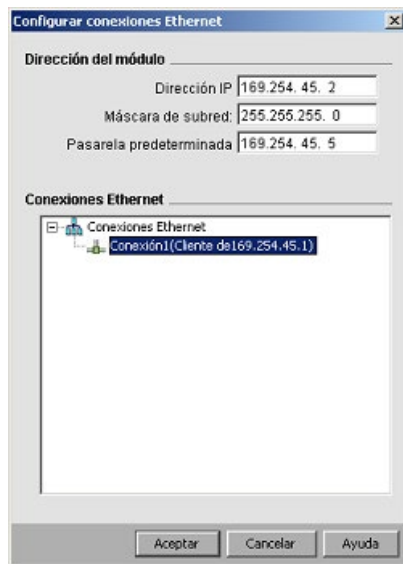 Configurar conexiones Ethernet
Dirección del módulo
Dirección IP 169.254. 45. 2
Máscara de subred: 255.255.255. 0
Pasarela predeterminada 169.254. 45. 5
Conexiones Ethernet
Conexiones Ethernet
Conexión1(Cliente de169.254.45.1)
Aceptar Cancelar Ayuda